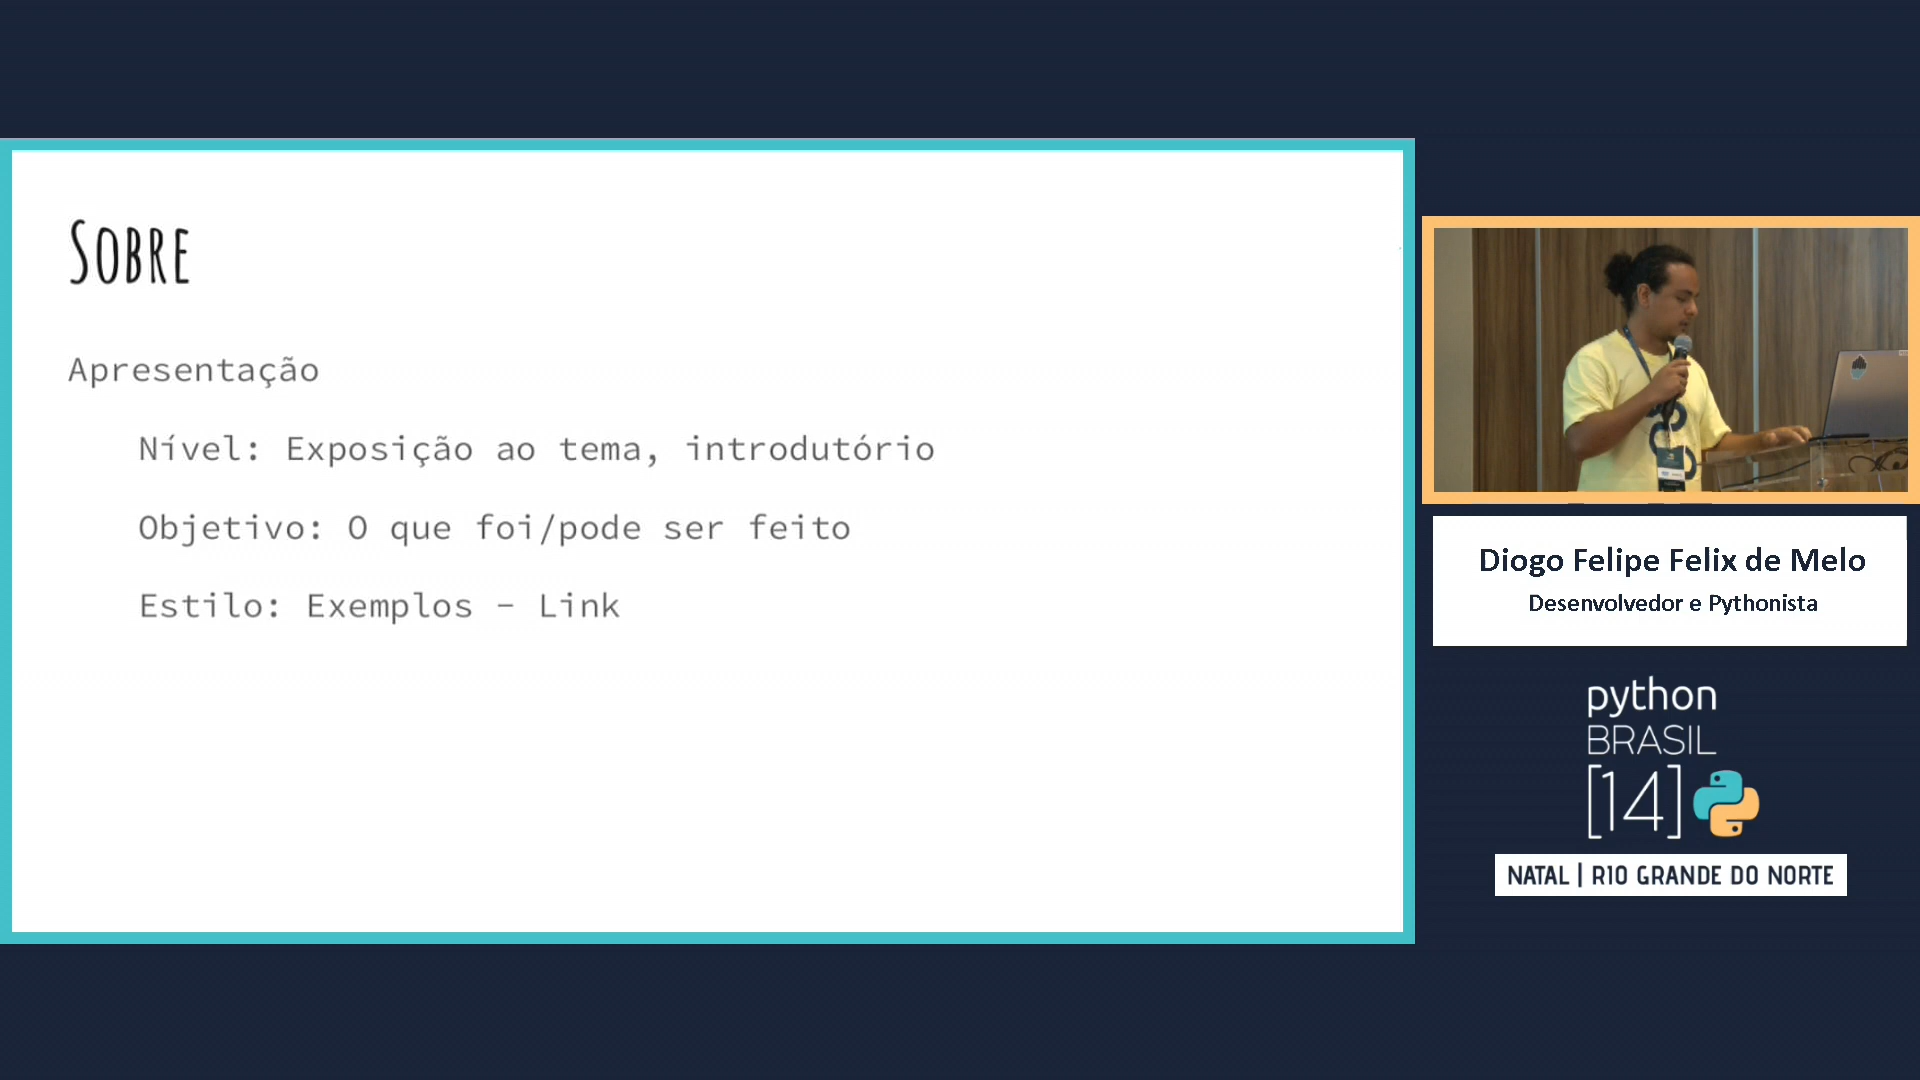 SOBRE
Apresentação
Nível: Exposição ao tema, introdutório
Objetivo: O que foi/pode ser feito
Estilo: Exemplos - Link
Diogo Felipe Felix de Melo
Desenvolvedor e Pythonista
python
BRASIL
[14]
NATAL | RIO GRANDE DO NORTE